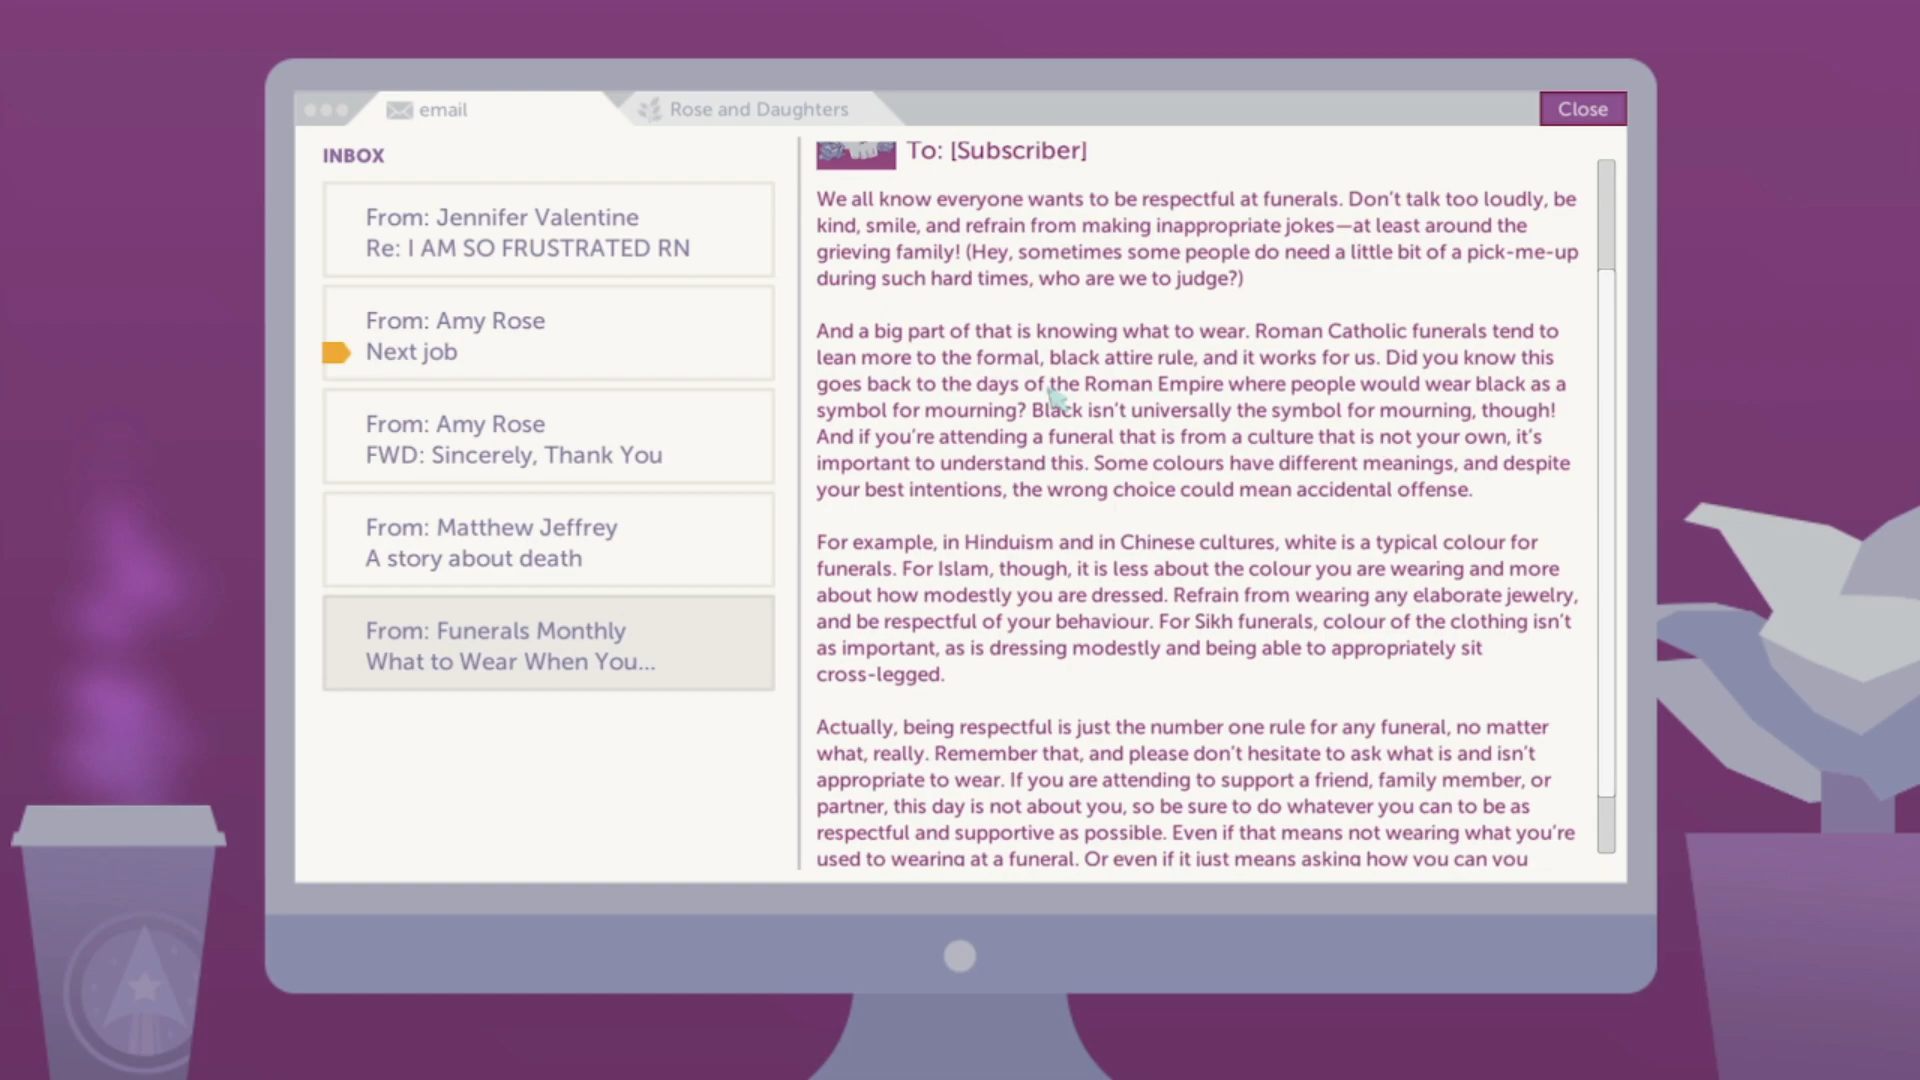 email
Rose and Daughters
Close
INBOX
From: Jennifer Valentine
Re: I AM SO FRUSTRATED RN
From: Amy Rose
Next job
From: Amy Rose
FWD: Sincerely, Thank You
From: Matthew Jeffrey
A story about death
From: Funerals Monthly
What to Wear When You...
To: [Subscriber]
We all know everyone wants to be respectful at funerals. Don't talk too loudly, be
kind, smile, and refrain from making inappropriate jokes—at least around the
grieving family! (Hey, sometimes some people do need a little bit of a pick-me-up
during such hard times, who are we to judge?)
And a big part of that is knowing what to wear. Roman Catholic funerals tend to
lean more to the formal, black attire rule, and it works for us. Did you know this
goes back to the days of the Roman Empire where people would wear black as a
symbol for mourning? Black isn't universally the symbol for mourning, though!
And if you're attending a funeral that is from a culture that is not your own, it's
important to understand this. Some colours have different meanings, and despite
your best intentions, the wrong choice could mean accidental offense.
For example, in Hinduism and in Chinese cultures, white is a typical colour for
funerals. For Islam, though, it is less about the colour you are wearing and more
about how modestly you are dressed. Refrain from wearing any elaborate jewelry,
and be respectful of your behaviour. For Sikh funerals, colour of the clothing isn't
as important, as is dressing modestly and being able to appropriately sit
cross-legged.
Actually, being respectful is just the number one rule for any funeral, no matter
what, really. Remember that, and please don't hesitate to ask what is and isn't
appropriate to wear. If you are attending to support a friend, family member, or
partner, this day is not about you, so be sure to do whatever you can to be as
respectful and supportive as possible. Even if that means not wearing what you're
used to wearing at a funeral. Or even if it just means asking how you can you